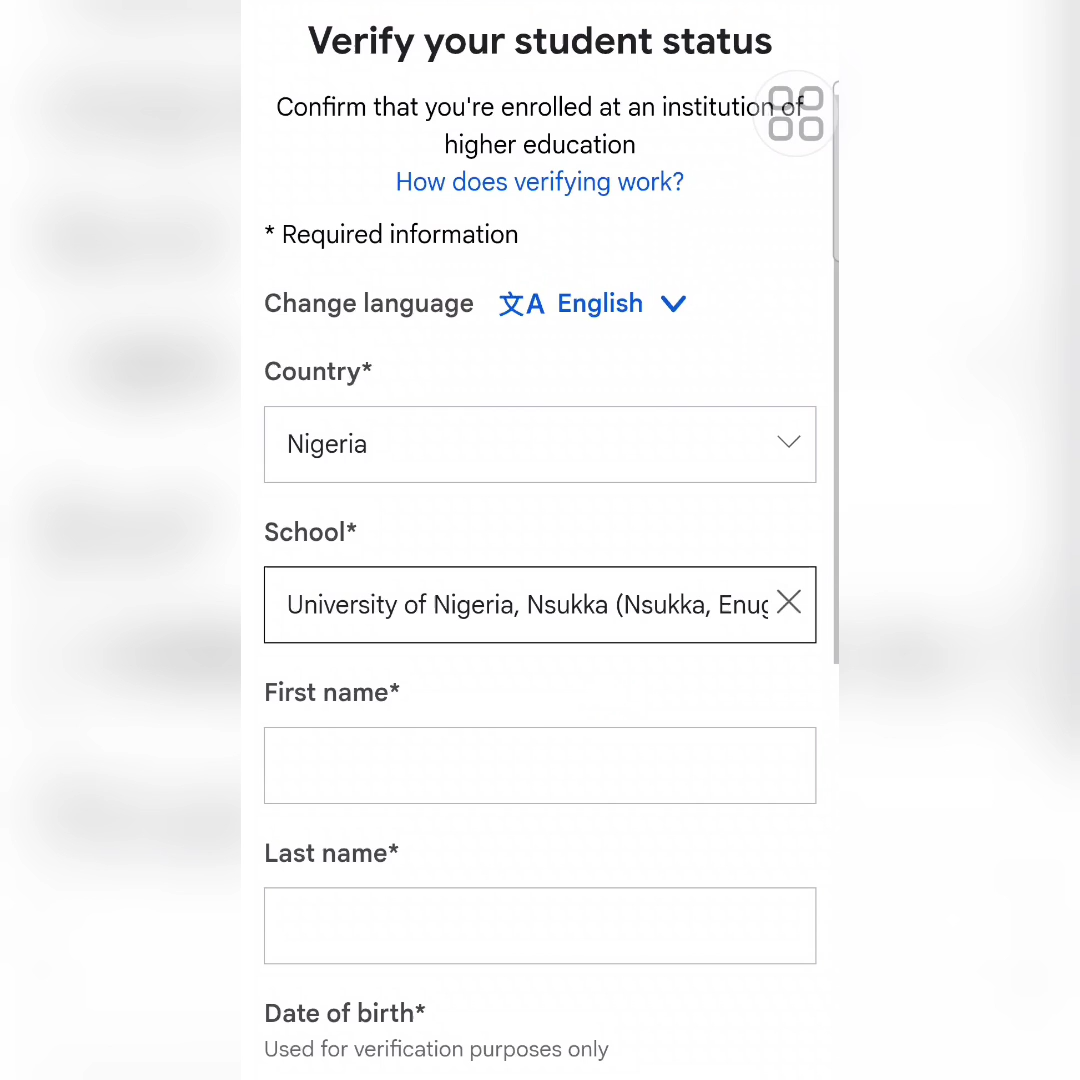 Verify your student status
Confirm that you're enrolled at an institution of
higher education
How does verifying work?
* Required information
Change language 文A English
Country*
Nigeria
School*
University of Nigeria, Nsukka (Nsukka, Enug
First name*
Last name*
Date of birth*
Used for verification purposes only